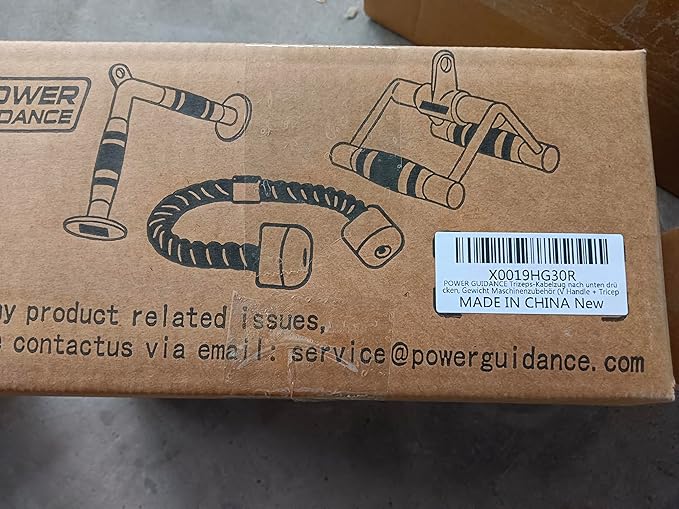 POWER
GUIDANCE
X0019HG30R
POWER GUIDANCE Trizeps-Kabelzug nach unten drü
cken, Gewicht Maschinenzubehör (V Handle + Tricep
MADE IN CHINA New
ny product related issues,
e contactus via email: service@powerguidance.com